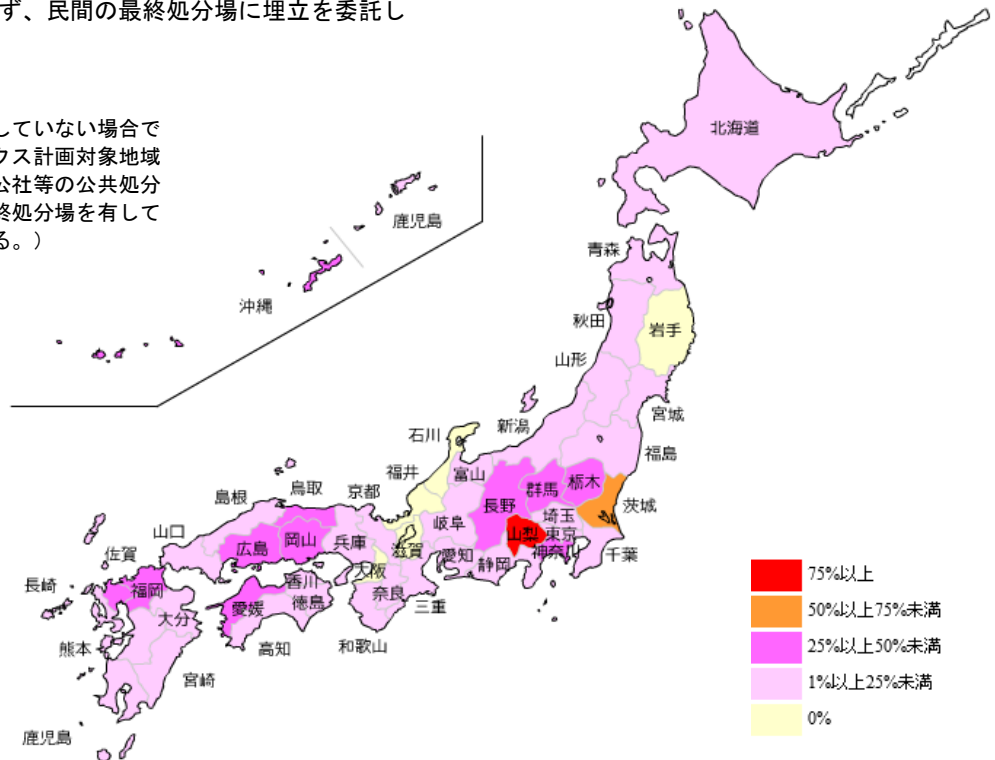 ず、民間の最終処分場に埋立を委託し
していない場合で
クス計画対象地域
公社等の公共処分
終処分場を有して
る。）
北海道
鹿児島
沖縄
青森
岩手
秋田
山形
宮城
新潟
石川
福島
福井
富山
栃木
群馬
長野
茨城
鳥取
京都
島根
岐阜
埼玉
山梨
東京
山口
岡山
兵庫
滋賀
愛知
神奈川
広島
静岡
千葉
佐賀
大阪
長崎
福岡
香川
奈良
愛媛
徳島
三重
大分
熊本
高知
和歌山
宮崎
鹿児島
75%以上
50%以上75%未満
25%以上50%未満
1%以上25%未満
0%